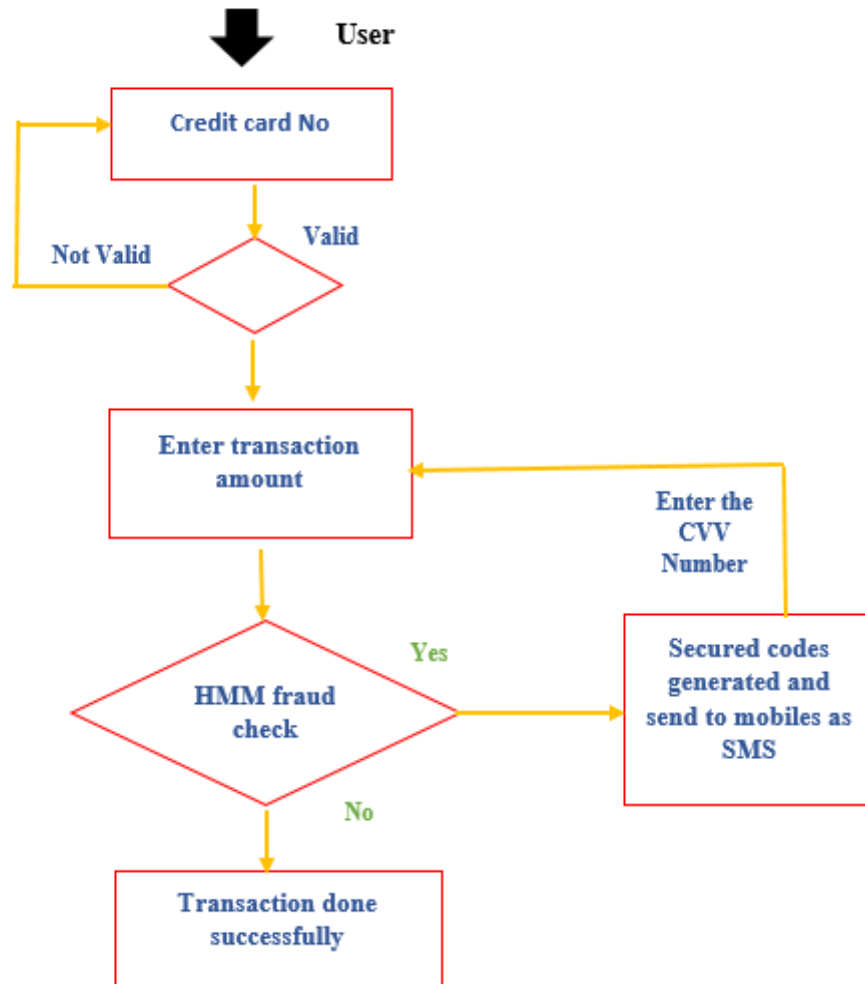 User
Credit card No
Valid
Not Valid
Enter transaction
amount
Enter the
CVV
Number
Yes
HMM fraud
check
Secured codes
generated and
send to mobiles as
SMS
No
Transaction done
successfully